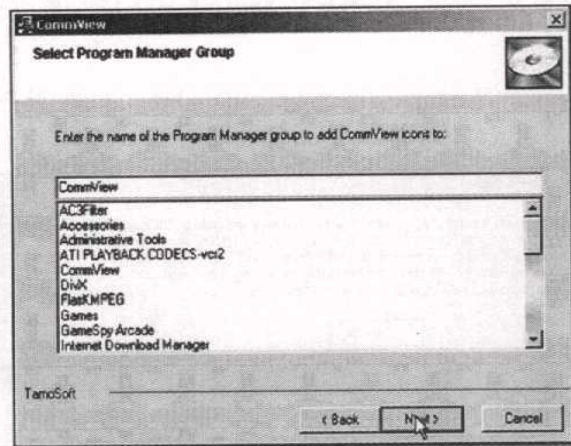 CommView
Select Program Manager Group
Enter the name of the Program Manager group to add CommView icons to:
CommView
AC3Filter
Accessories
Administrative Tools
ATI PLAYBACK CODECS-vcr2
CommView
DivX
FlasKMPEG
Games
GameSpy Arcade
Internet Download Manager
TamoSoft
< Back
Next >
Cancel